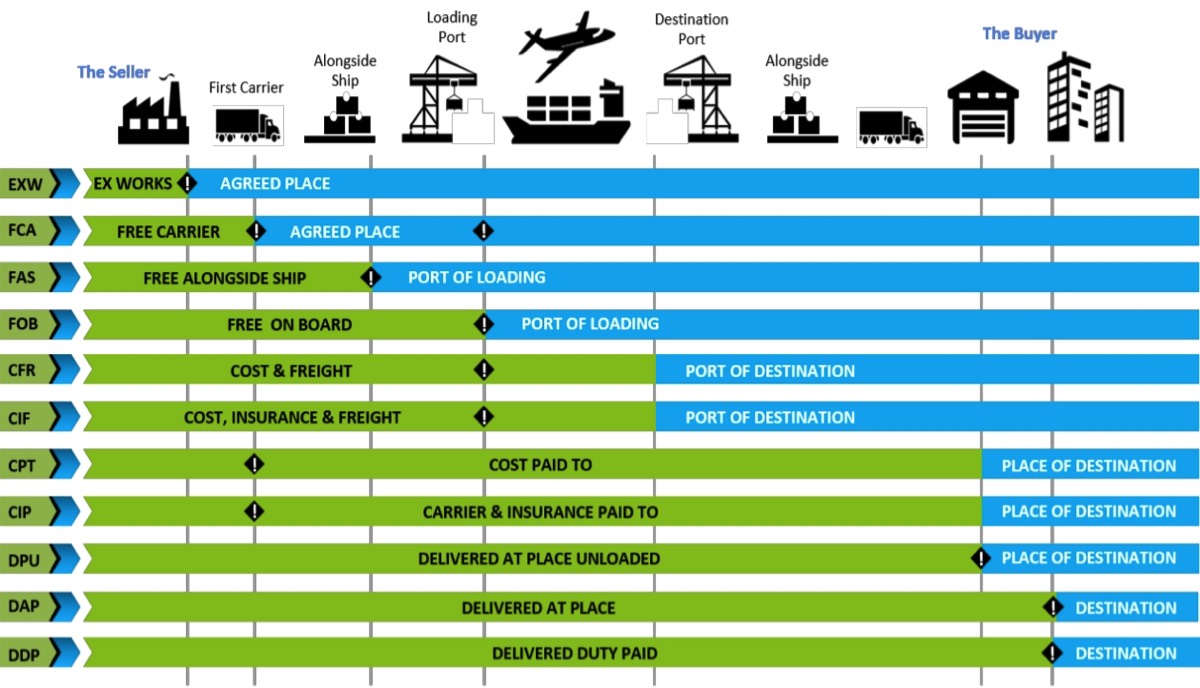 Loading
Port
Destination
Port
The Buyer
Alongside
Ship
Alongside
Ship
The Seller
First Carrier
EXW EX WORKS ! AGREED PLACE
FCA FREE CARRIER ! AGREED PLACE !
FAS FREE ALONGSIDE SHIP ! PORT OF LOADING
FOB FREE ON BOARD ! PORT OF LOADING
CFR COST & FREIGHT ! PORT OF DESTINATION
CIF COST, INSURANCE & FREIGHT ! PORT OF DESTINATION
CPT ! COST PAID TO PLACE OF DESTINATION
CIP ! CARRIER & INSURANCE PAID TO PLACE OF DESTINATION
DPU DELIVERED AT PLACE UNLOADED ! PLACE OF DESTINATION
DAP DELIVERED AT PLACE ! DESTINATION
DDP DELIVERED DUTY PAID ! DESTINATION